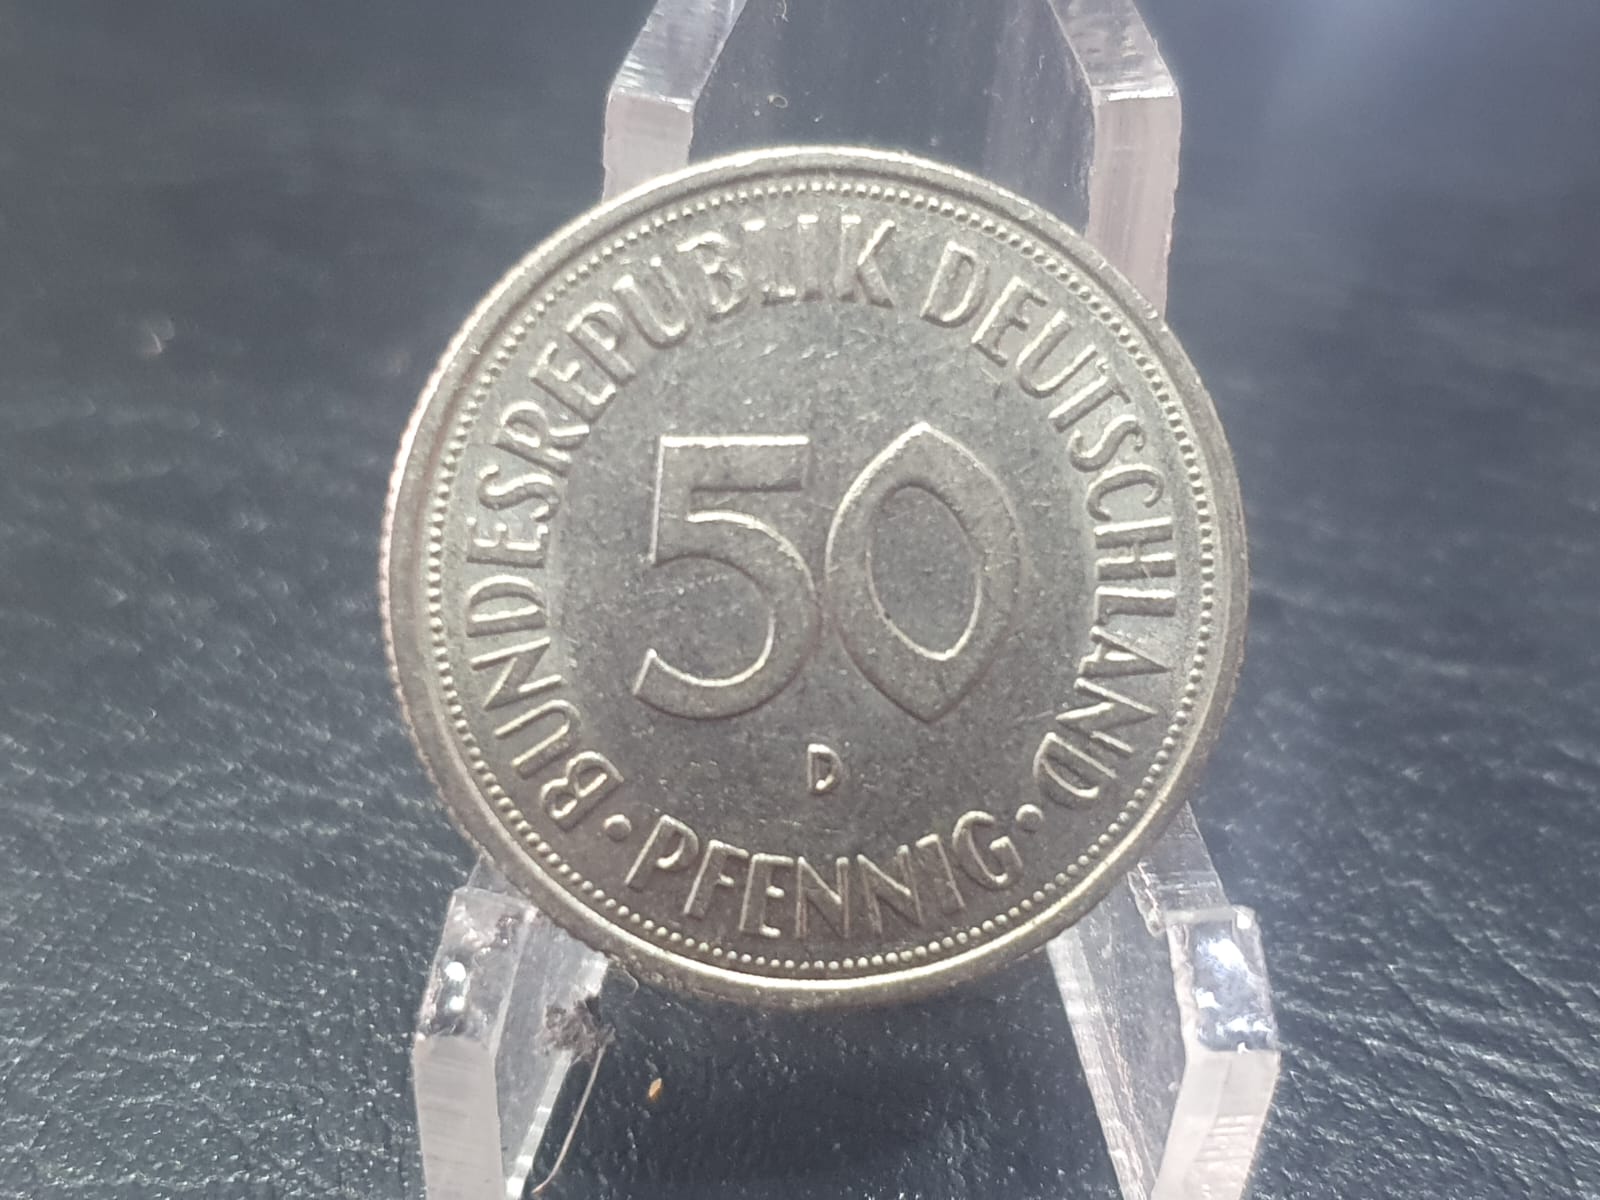 BUNDESREPUBLIK DEUTSCHLAND
50
D
• PFENNIG •